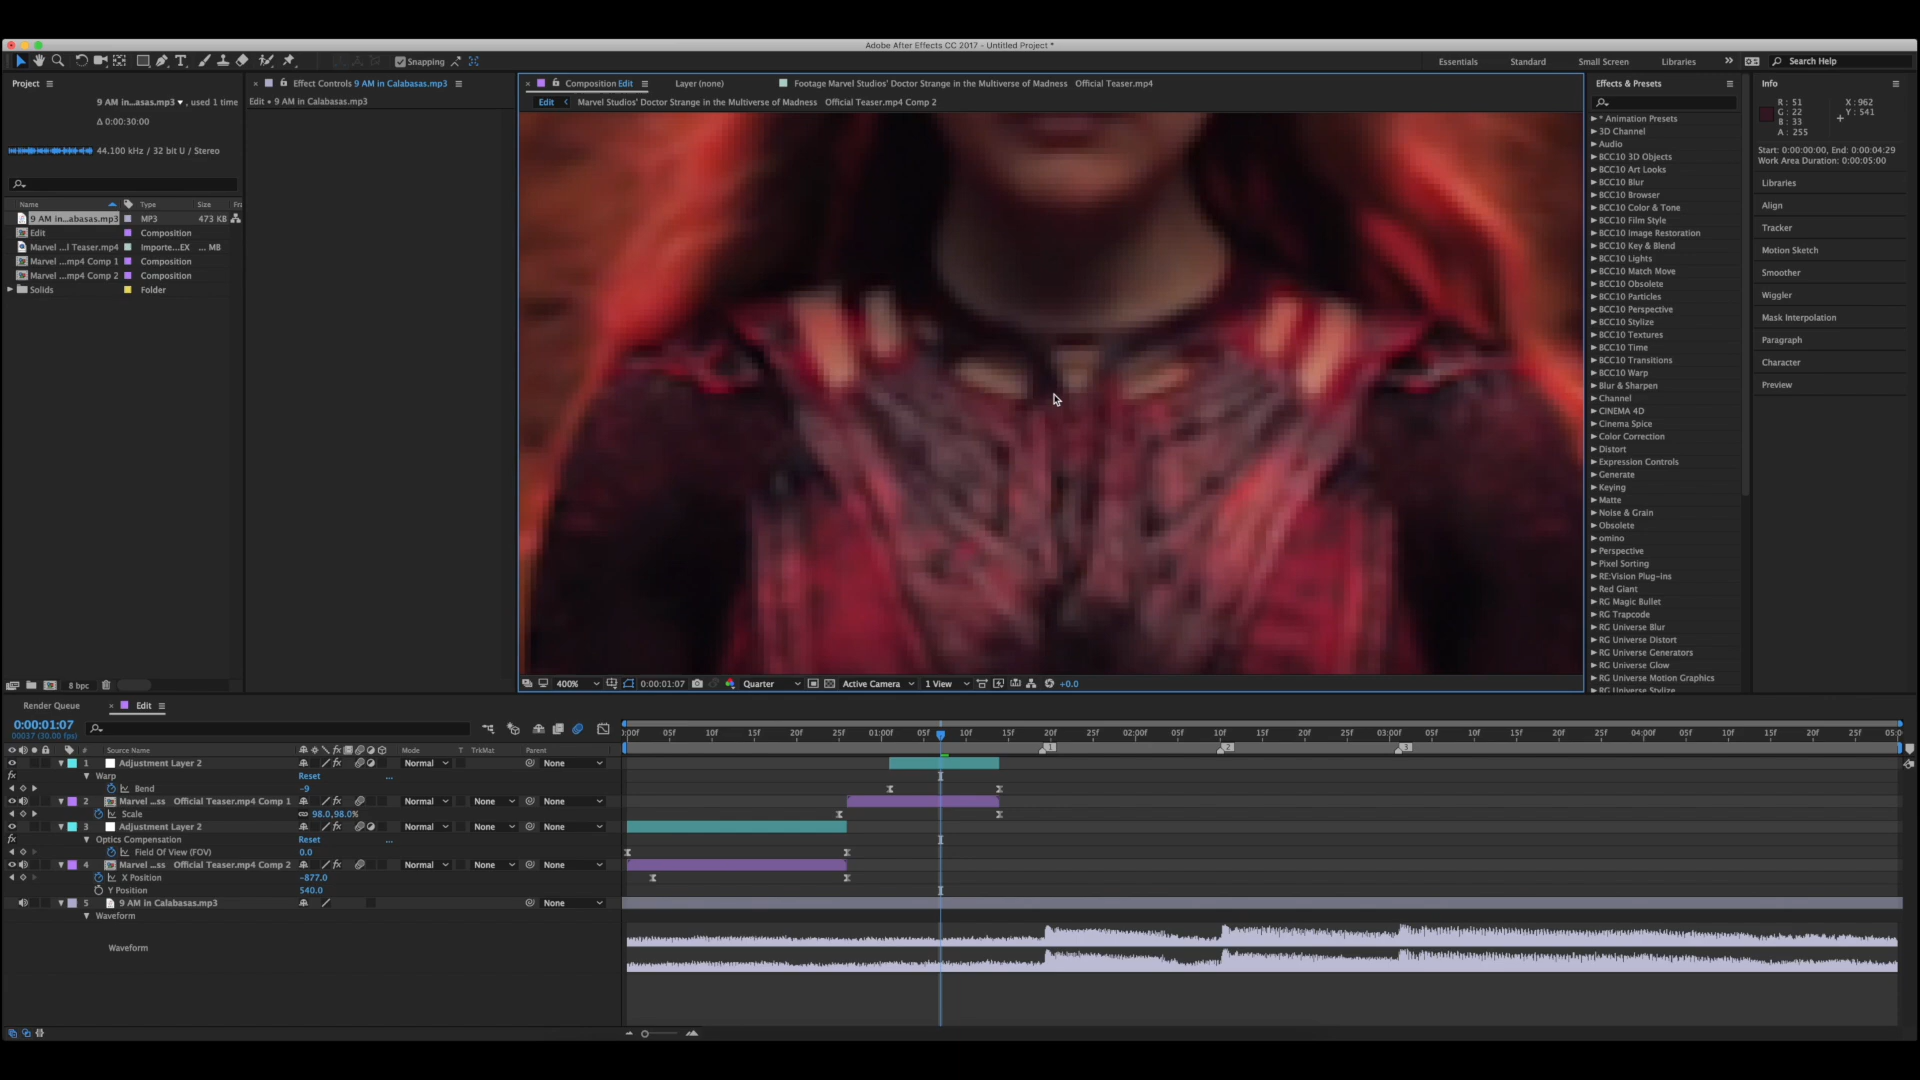 Adobe After Effects CC 2017 - Untitled Project *
Snapping
Essentials Standard Small Screen Libraries Search Help
Project
9 AM in...asas.mp3 , used 1 time
Δ 0:00:30:00
44.100 kHz / 32 bit U / Stereo
Name Type Size Fr
9 AM in...abasas.mp3 MP3 473 KB
Edit Composition
Marvel ...l Teaser.mp4 Importe...EX ... MB
Marvel ...mp4 Comp 1 Composition
Marvel ...mp4 Comp 2 Composition
Solids Folder
8 bpc
Effect Controls 9 AM in Calabasas.mp3
Edit • 9 AM in Calabasas.mp3
Composition Edit Layer (none) Footage Marvel Studios' Doctor Strange in the Multiverse of Madness Official Teaser.mp4
Edit Marvel Studios' Doctor Strange in the Multiverse of Madness Official Teaser.mp4 Comp 2
400% 0:00:01:07 Quarter Active Camera 1 View +0.0
Effects & Presets
* Animation Presets
3D Channel
Audio
BCC10 3D Objects
BCC10 Art Looks
BCC10 Blur
BCC10 Browser
BCC10 Color & Tone
BCC10 Film Style
BCC10 Image Restoration
BCC10 Key & Blend
BCC10 Lights
BCC10 Match Move
BCC10 Obsolete
BCC10 Particles
BCC10 Perspective
BCC10 Stylize
BCC10 Textures
BCC10 Time
BCC10 Transitions
BCC10 Warp
Blur & Sharpen
Channel
CINEMA 4D
Cinema Spice
Color Correction
Distort
Expression Controls
Generate
Keying
Matte
Noise & Grain
Obsolete
omino
Perspective
Pixel Sorting
RE:Vision Plug-ins
Red Giant
RG Magic Bullet
RG Trapcode
RG Universe Blur
RG Universe Distort
RG Universe Generators
RG Universe Glow
RG Universe Motion Graphics
RG Universe Stylize
Info
R : 51 X : 962
G : 22 Y : 541
B : 33
A : 255
Start: 0:00:00:00, End: 0:00:04:29
Work Area Duration: 0:00:05:00
Libraries
Align
Tracker
Motion Sketch
Smoother
Wiggler
Mask Interpolation
Paragraph
Character
Preview
Render Queue Edit
0:00:01:07
00037 (30.00 fps)
# Source Name Mode T TrkMat Parent
1 Adjustment Layer 2 Normal None
Warp Reset ...
Bend -9
2 Marvel ...ss Official Teaser.mp4 Comp 1 Normal None None
Scale 98.0,98.0%
3 Adjustment Layer 2 Normal None None
Optics Compensation Reset ...
Field Of View (FOV) 0.0
4 Marvel ...ss Official Teaser.mp4 Comp 2 Normal None None
X Position -877.0
Y Position 540.0
5 9 AM in Calabasas.mp3 None
Waveform
Waveform
0:00f 05f 10f 15f 20f 25f 01:00f 05f 10f 15f 20f 25f 02:00f 05f 10f 15f 20f 25f 03:00f 05f 10f 15f 20f 25f 04:00f 05f 10f 15f 20f 25f 05:0
1 2 3